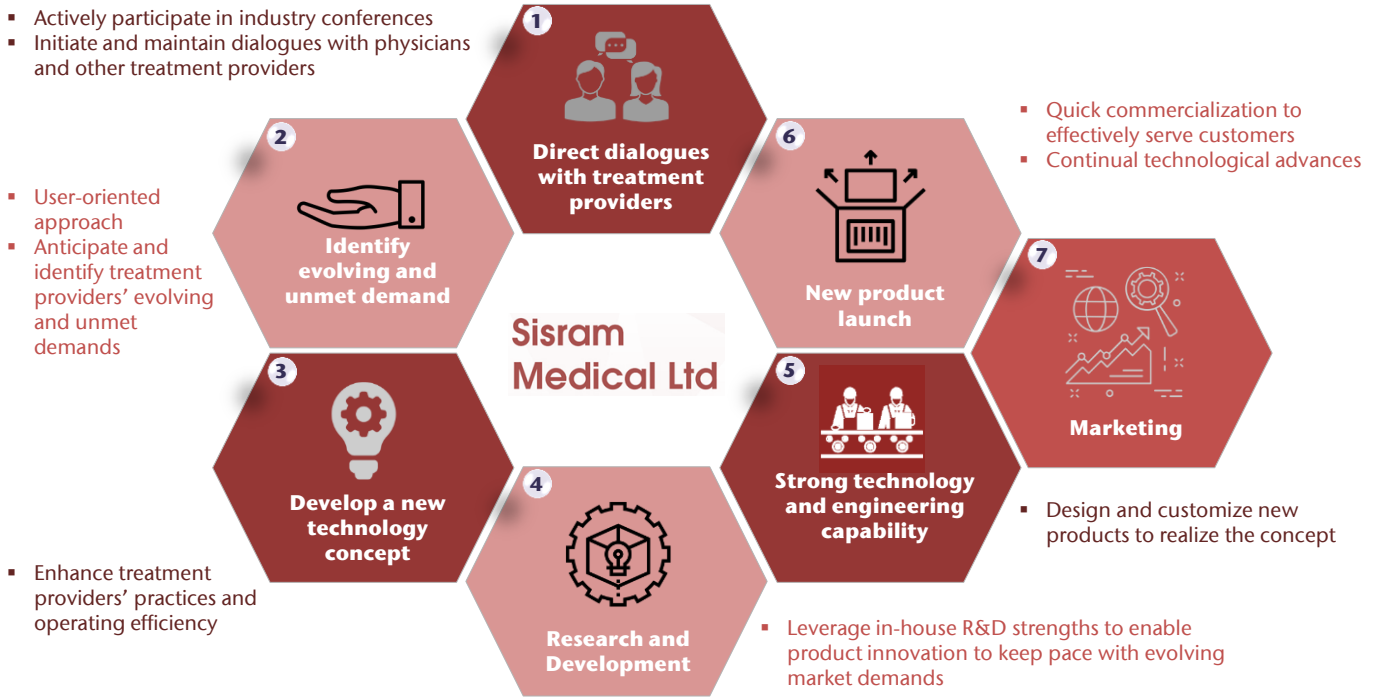 ▪ Actively participate in industry conferences
▪ Initiate and maintain dialogues with physicians
and other treatment providers
1
Direct dialogues
with treatment
providers
2
Identify
evolving and
unmet demand
▪ User-oriented
approach
▪ Anticipate and
identify treatment
providers’ evolving
and unmet
demands
3
Develop a new
technology
concept
▪ Enhance treatment
providers’ practices and
operating efficiency
Sisram
Medical Ltd
4
Research and
Development
▪ Leverage in-house R&D strengths to enable
product innovation to keep pace with evolving
market demands
5
Strong technology
and engineering
capability
▪ Design and customize new
products to realize the concept
6
New product
launch
▪ Quick commercialization to
effectively serve customers
▪ Continual technological advances
7
Marketing